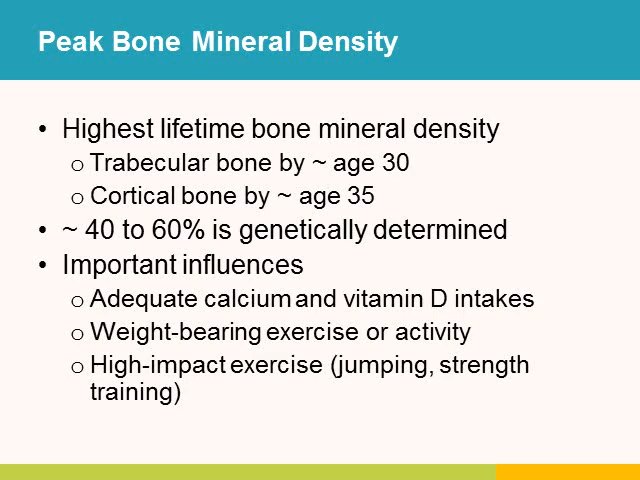 Peak Bone Mineral Density
• Highest lifetime bone mineral density
o Trabecular bone by ~ age 30
o Cortical bone by ~ age 35
• ~ 40 to 60% is genetically determined
• Important influences
o Adequate calcium and vitamin D intakes
o Weight-bearing exercise or activity
o High-impact exercise (jumping, strength
training)